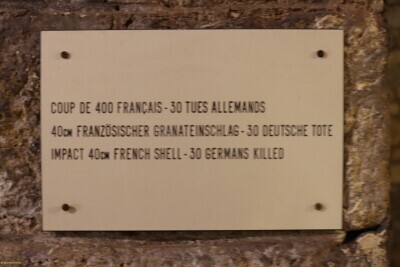 COUP DE 400 FRANÇAIS - 30 TUES ALLEMANDS
40cm FRANZÖSISCHER GRANATEINSCHLAG - 30 DEUTSCHE TOTE
IMPACT 40cm FRENCH SHELL - 30 GERMANS KILLED